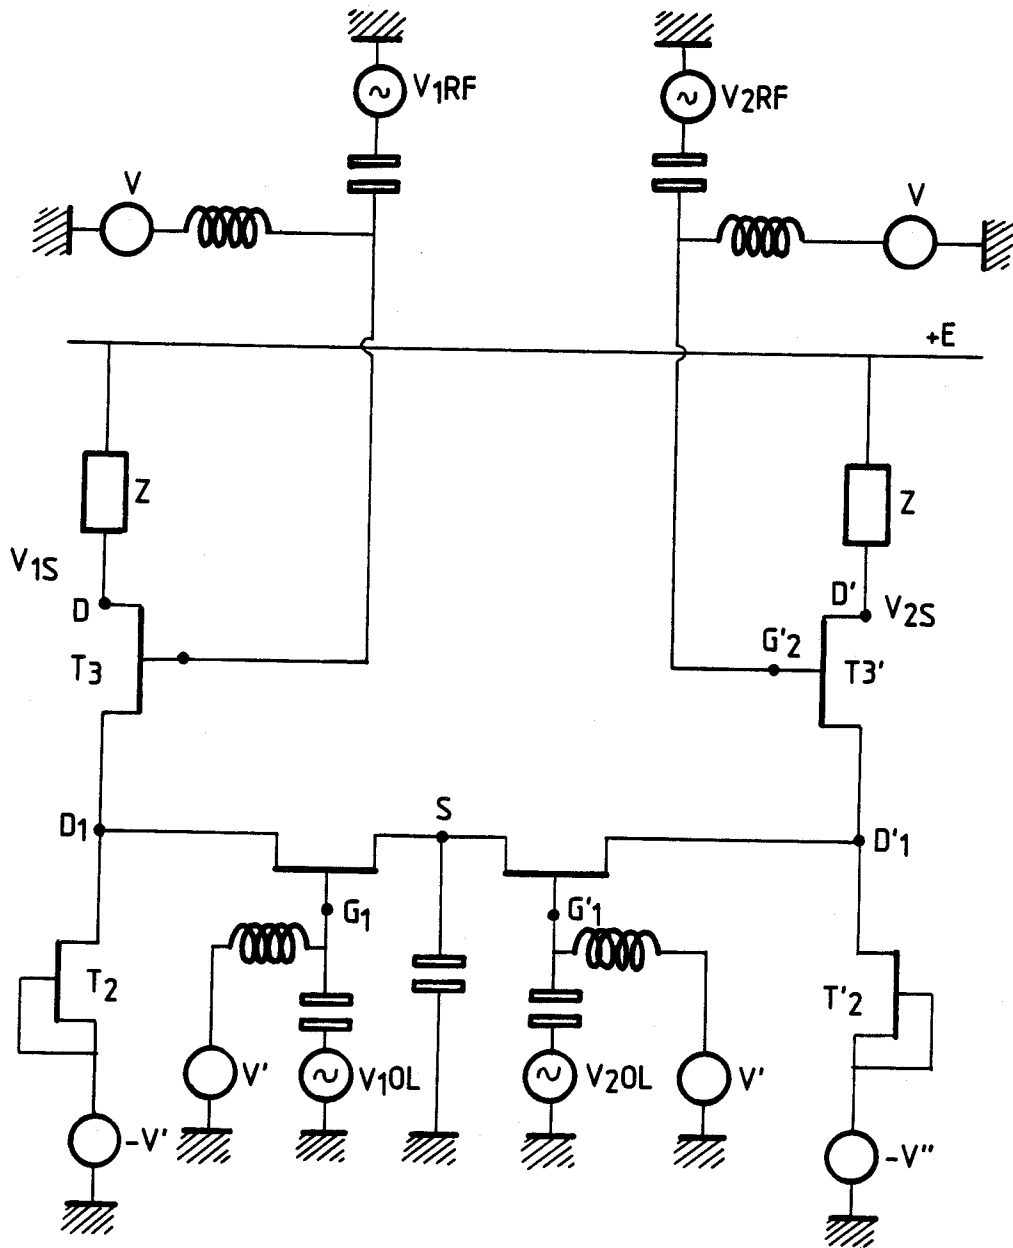 V1RF
V2RF
V
V
+E
Z
Z
V1S
D
D'
V2S
T3
G'2
T3'
S
D1
D'1
G1
G'1
T2
T'2
V'
V1OL
V2OL
V'
-V'
-V"